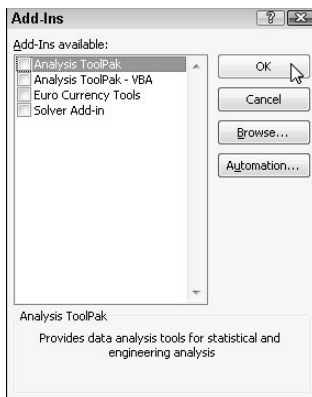 Add-Ins
Add-Ins available:
Analysis ToolPak
Analysis ToolPak - VBA
Euro Currency Tools
Solver Add-in
OK
Cancel
Browse...
Automation...
Analysis ToolPak
Provides data analysis tools for statistical and
engineering analysis